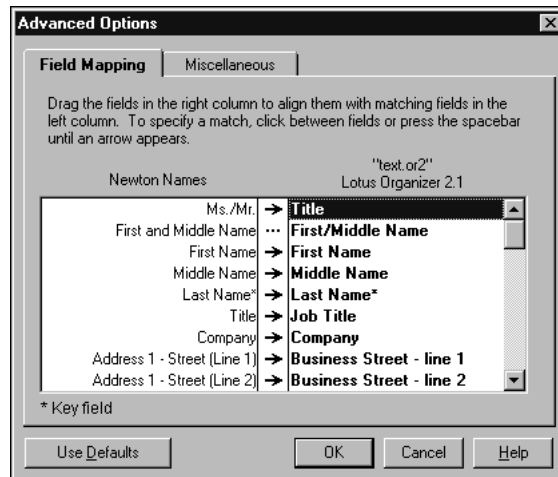 Advanced Options
Field Mapping Miscellaneous
Drag the fields in the right column to align them with matching fields in the
left column. To specify a match, click between fields or press the spacebar
until an arrow appears.
"text.or2"
Newton Names Lotus Organizer 2.1
Ms./Mr. → Title
First and Middle Name ··· First/Middle Name
First Name → First Name
Middle Name → Middle Name
Last Name* → Last Name*
Title → Job Title
Company → Company
Address 1 - Street (Line 1) → Business Street - line 1
Address 1 - Street (Line 2) → Business Street - line 2
* Key field
Use Defaults OK Cancel Help